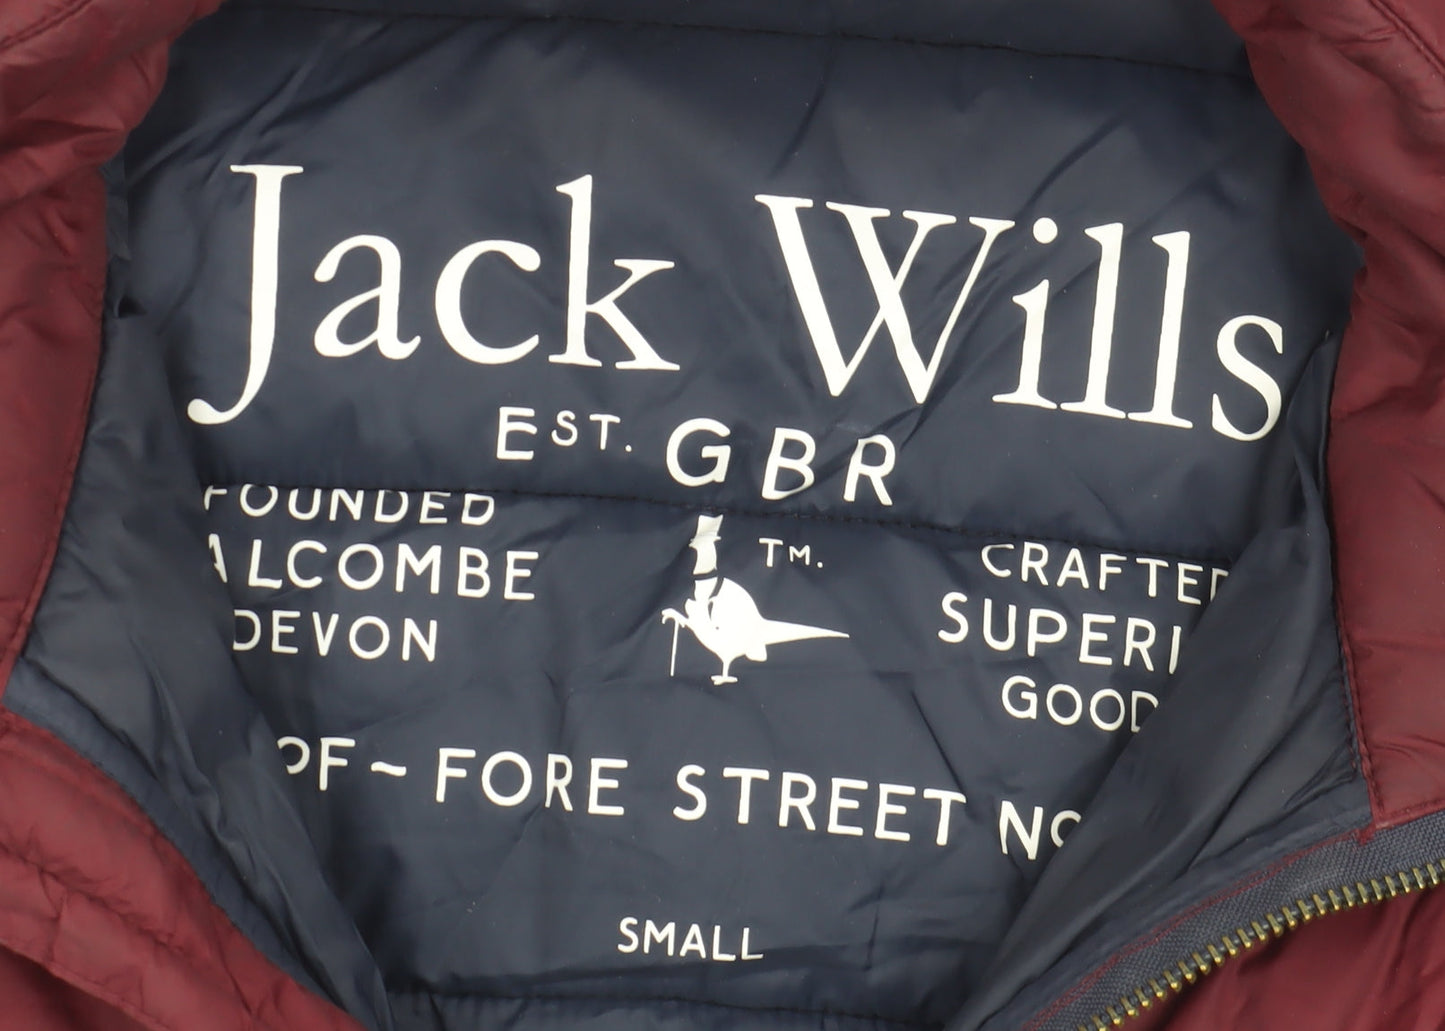 Jack Wills
EST. GBR
FOUNDED
ALCOMBE
DEVON
TM.
CRAFTED
SUPERI
GOOD
OF ~ FORE STREET NO
SMALL